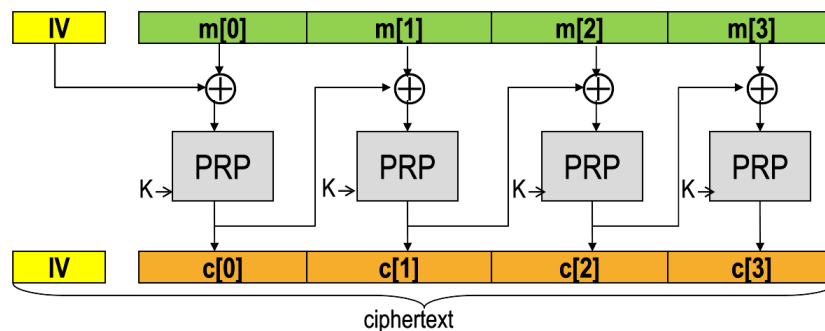 IV m[0] m[1] m[2] m[3]
PRP PRP PRP PRP
K K K K
IV c[0] c[1] c[2] c[3]
ciphertext